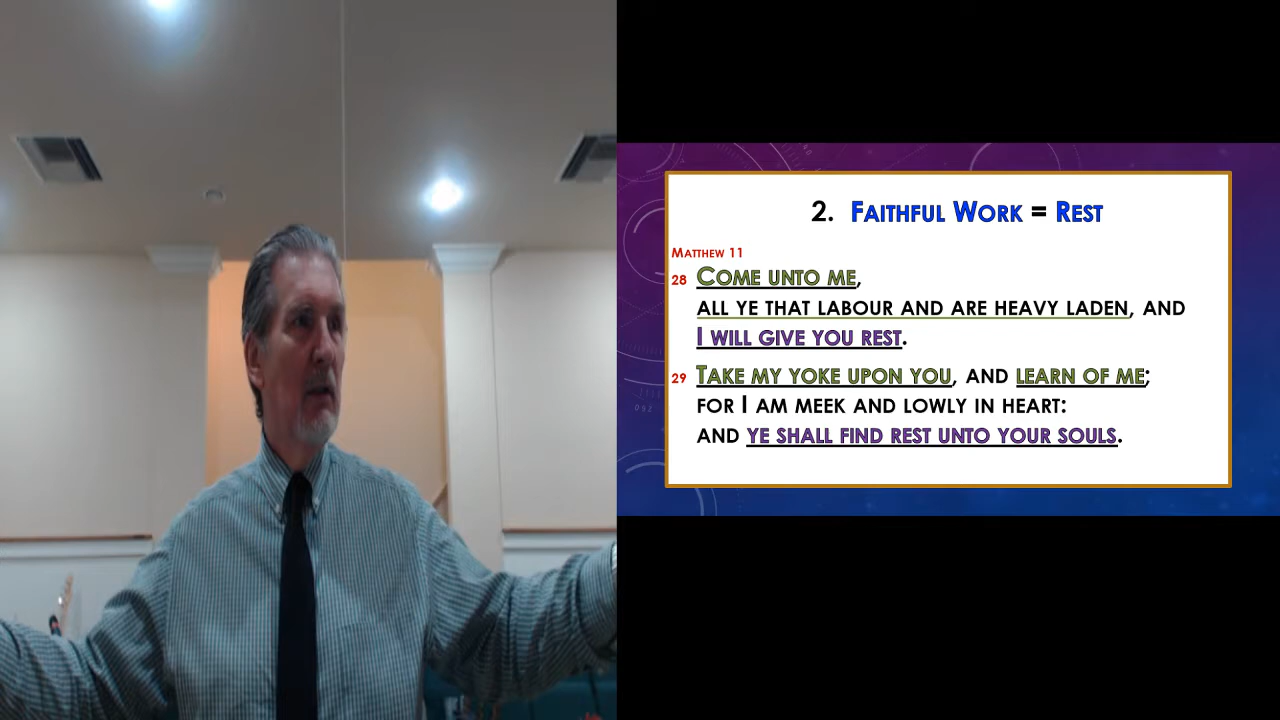 2. Faithful Work = Rest
Matthew 11
28 Come unto me,
all ye that labour and are heavy laden, and
I will give you rest.
29 Take my yoke upon you, and learn of me;
for I am meek and lowly in heart:
and ye shall find rest unto your souls.
052